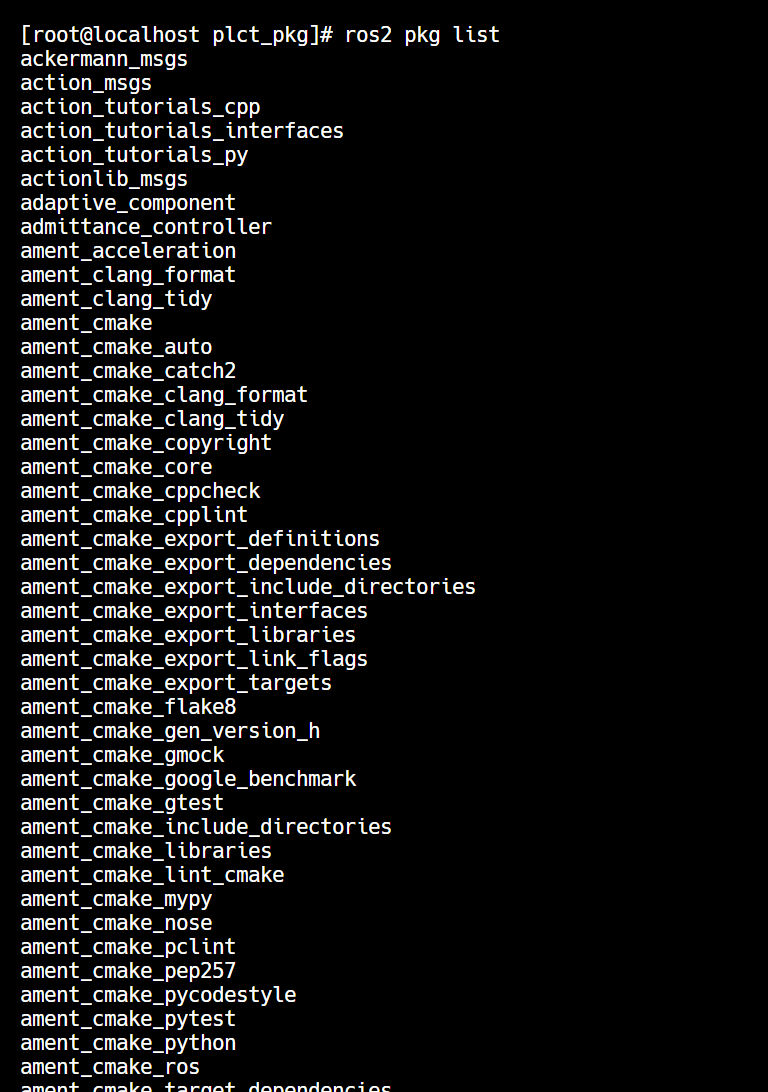 [root@localhost plct_pkg]# ros2 pkg list
ackermann_msgs
action_msgs
action_tutorials_cpp
action_tutorials_interfaces
action_tutorials_py
actionlib_msgs
adaptive_component
admittance_controller
ament_acceleration
ament_clang_format
ament_clang_tidy
ament_cmake
ament_cmake_auto
ament_cmake_catch2
ament_cmake_clang_format
ament_cmake_clang_tidy
ament_cmake_copyright
ament_cmake_core
ament_cmake_cppcheck
ament_cmake_cpplint
ament_cmake_export_definitions
ament_cmake_export_dependencies
ament_cmake_export_include_directories
ament_cmake_export_interfaces
ament_cmake_export_libraries
ament_cmake_export_link_flags
ament_cmake_export_targets
ament_cmake_flake8
ament_cmake_gen_version_h
ament_cmake_gmock
ament_cmake_google_benchmark
ament_cmake_gtest
ament_cmake_include_directories
ament_cmake_libraries
ament_cmake_lint_cmake
ament_cmake_mypy
ament_cmake_nose
ament_cmake_pclint
ament_cmake_pep257
ament_cmake_pycodestyle
ament_cmake_pytest
ament_cmake_python
ament_cmake_ros
ament_cmake_target_dependencies